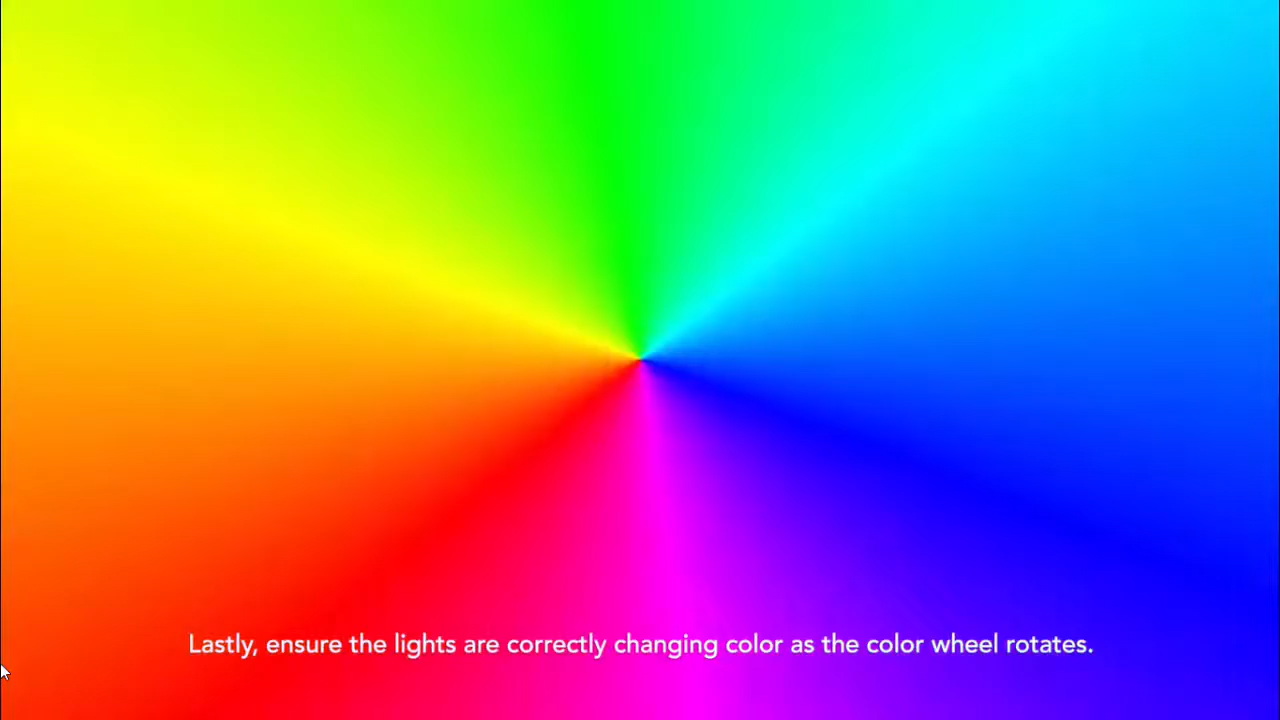 Lastly, ensure the lights are correctly changing color as the color wheel rotates.